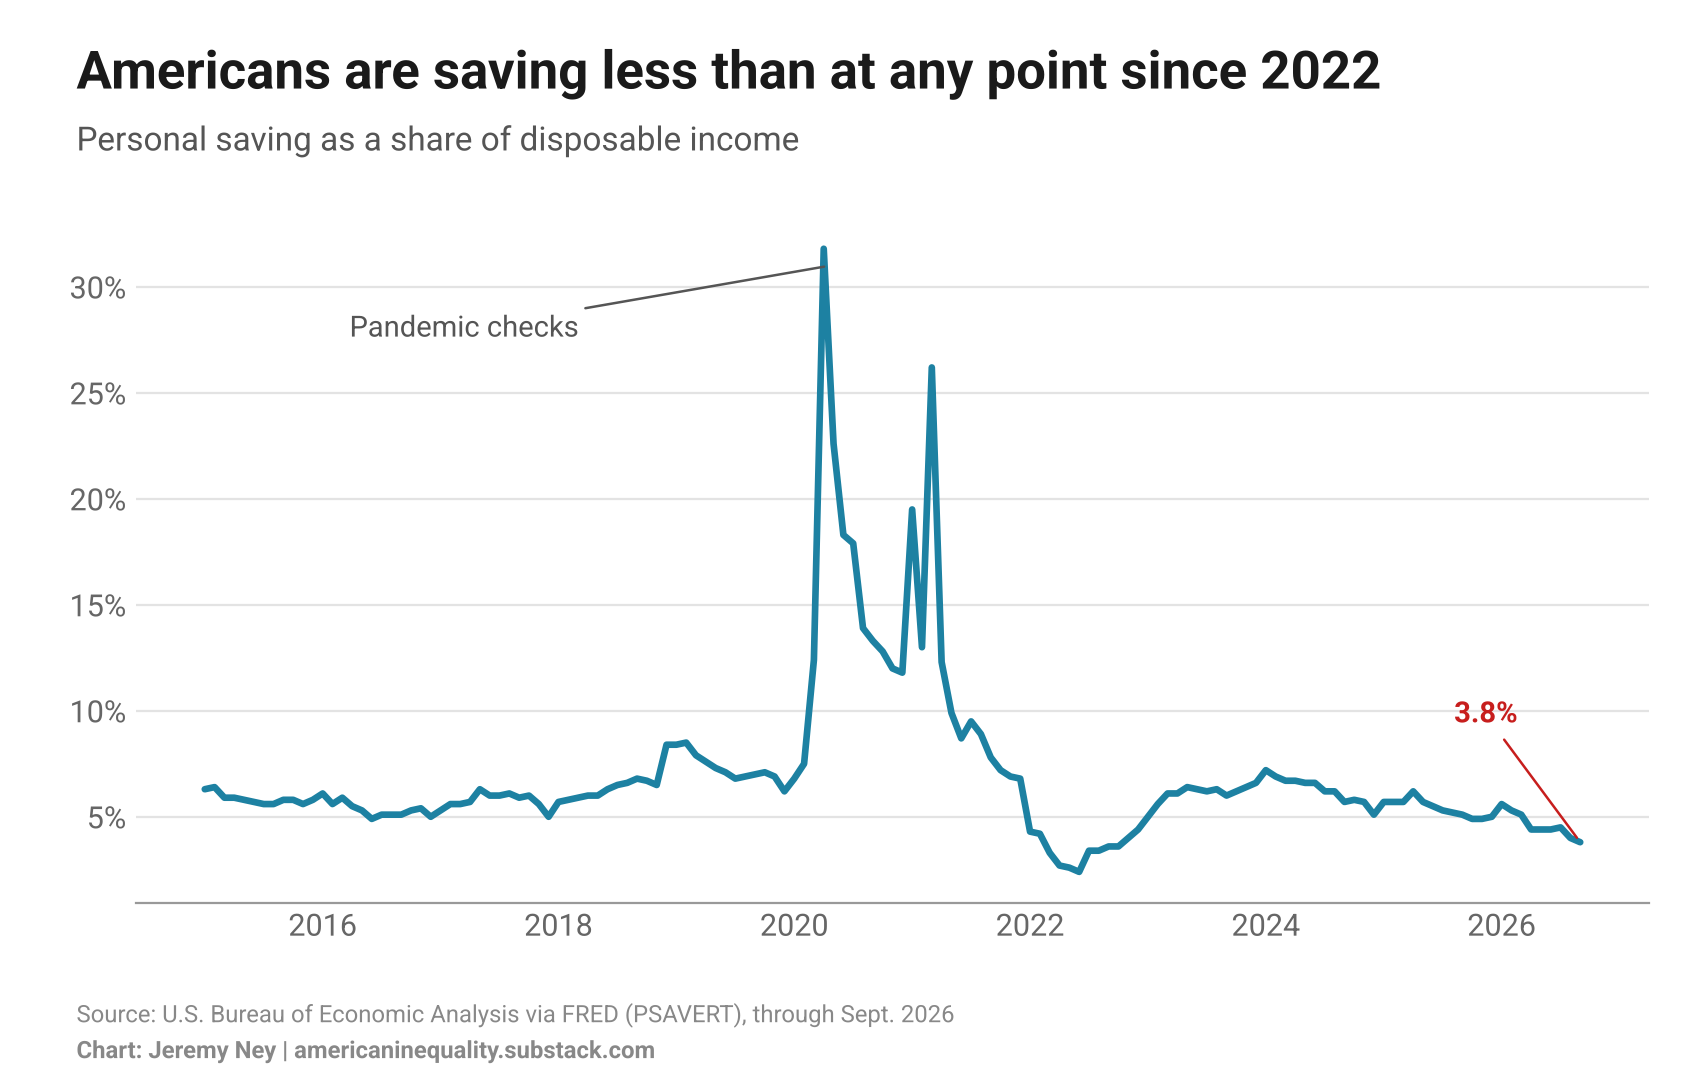 Americans are saving less than at any point since 2022
Personal saving as a share of disposable income
30%
Pandemic checks
25%
20%
15%
10%
3.8%
5%
2016 2018 2020 2022 2024 2026
Source: U.S. Bureau of Economic Analysis via FRED (PSAVERT), through Sept. 2026
Chart: Jeremy Ney | americaninequality.substack.com